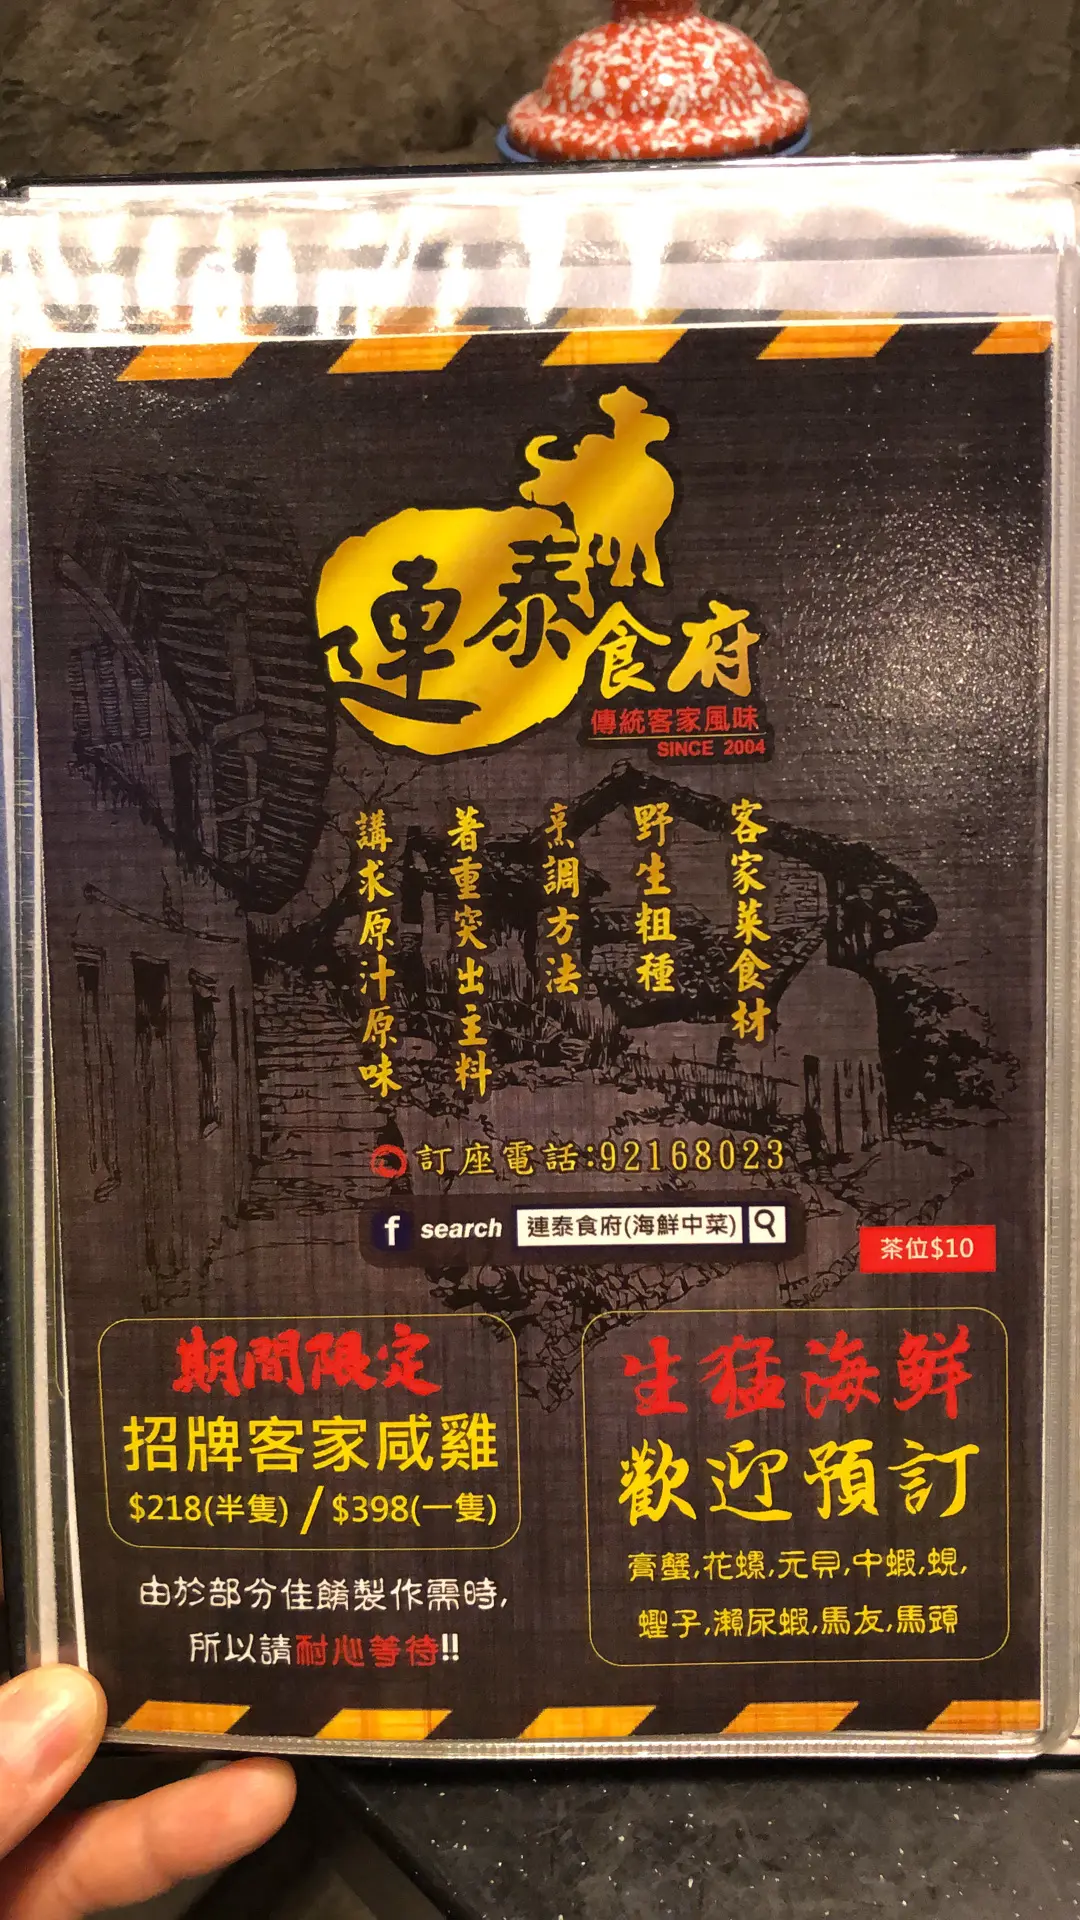 連泰食府
傳統客家風味
SINCE 2004
客家菜食材
野生粗種
烹調方法
著重突出主料
講求原汁原味
訂座電話:92168023
f search 連泰食府(海鮮中菜)
茶位$10
期間限定
招牌客家咸雞
$218(半隻) / $398(一隻)
由於部分佳餚製作需時,
所以請耐心等待!!
生猛海鮮
歡迎預訂
膏蟹,花螺,元貝,中蝦,蜆,
蟶子,瀨尿蝦,馬友,馬頭